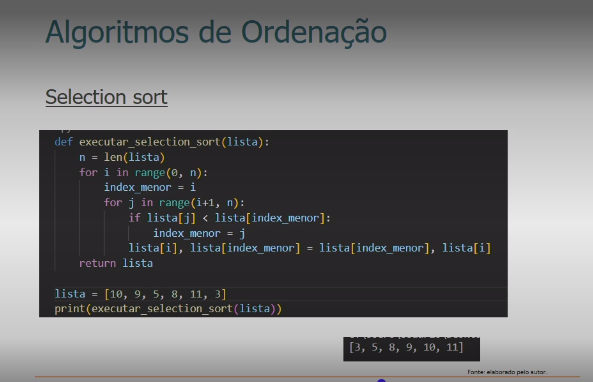 Algoritmos de Ordenação
Selection sort
def executar_selection_sort(lista):
    n = len(lista)
    for i in range(0, n):
        index_menor = i
        for j in range(i+1, n):
            if lista[j] < lista[index_menor]:
                index_menor = j
            lista[i], lista[index_menor] = lista[index_menor], lista[i]
    return lista
lista = [10, 9, 5, 8, 11, 3]
print(executar_selection_sort(lista))
[3, 5, 8, 9, 10, 11]
Fonte: elaborado pelo autor.